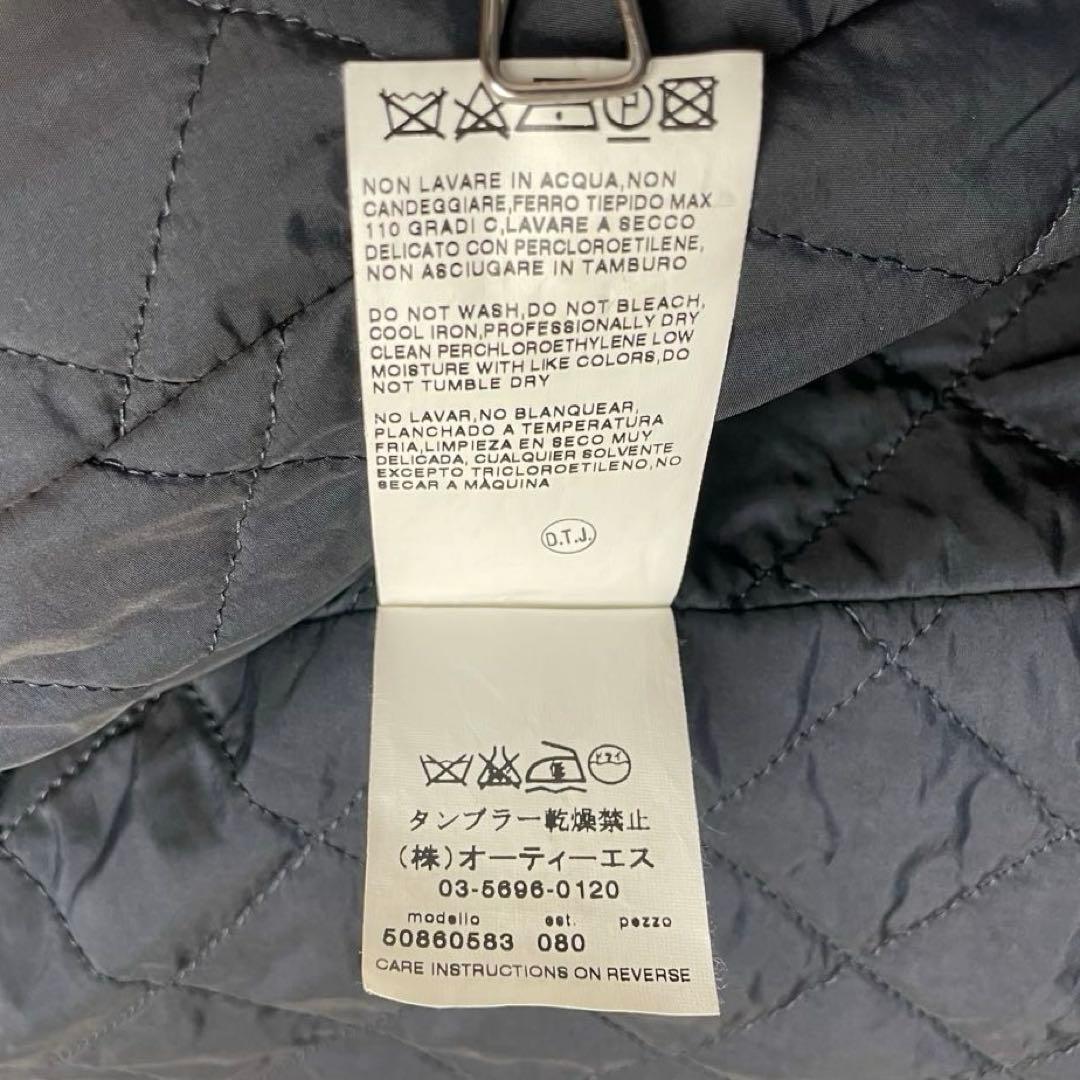 P
NON LAVARE IN ACQUA,NON
CANDEGGIARE,FERRO TIEPIDO MAX
110 GRADI C,LAVARE A SECCO
DELICATO CON PERCLOROETILENE,
NON ASCIUGARE IN TAMBURO
DO NOT WASH,DO NOT BLEACH,
COOL IRON,PROFESSIONALLY DRY
CLEAN PERCHLOROETHYLENE LOW
MOISTURE WITH LIKE COLORS,DO
NOT TUMBLE DRY
NO LAVAR,NO BLANQUEAR,
PLANCHADO A TEMPERATURA
FRIA,LIMPIEZA EN SECO MUY
DELICADA, CUALQUIER SOLVENTE
EXCEPTO TRICLOROETILENO,NO
SECAR A MÁQUINA
D.T.J.
ドライ
タンブラー乾燥禁止
(株)オーティーエス
03-5696-0120
modello est. pezzo
50860583 080
CARE INSTRUCTIONS ON REVERSE